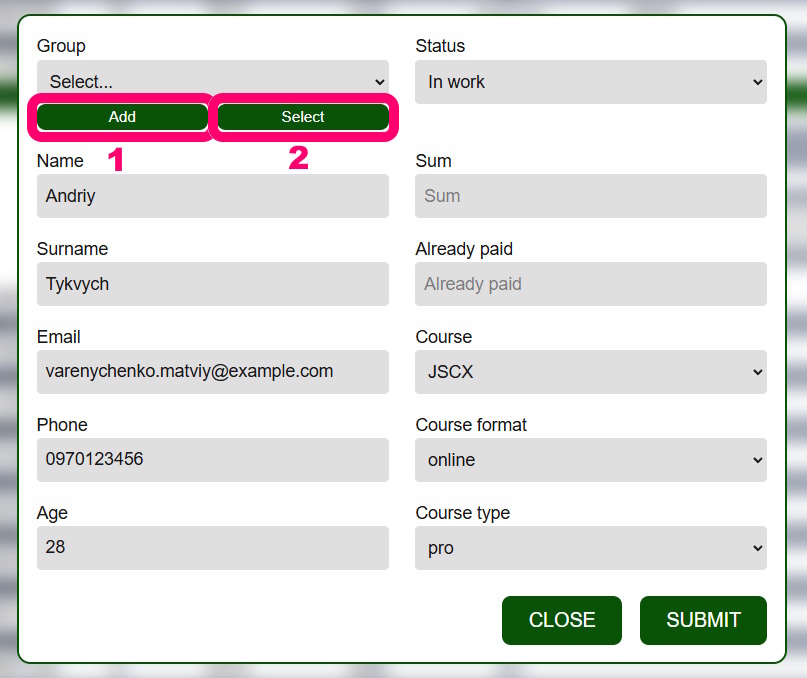 Group Status
Select... In work
Add Select
Name 1 2 Sum
Andriy Sum
Surname Already paid
Tykvych Already paid
Email Course
varenychenko.matviy@example.com JSCX
Phone Course format
0970123456 online
Age Course type
28 pro
CLOSE SUBMIT